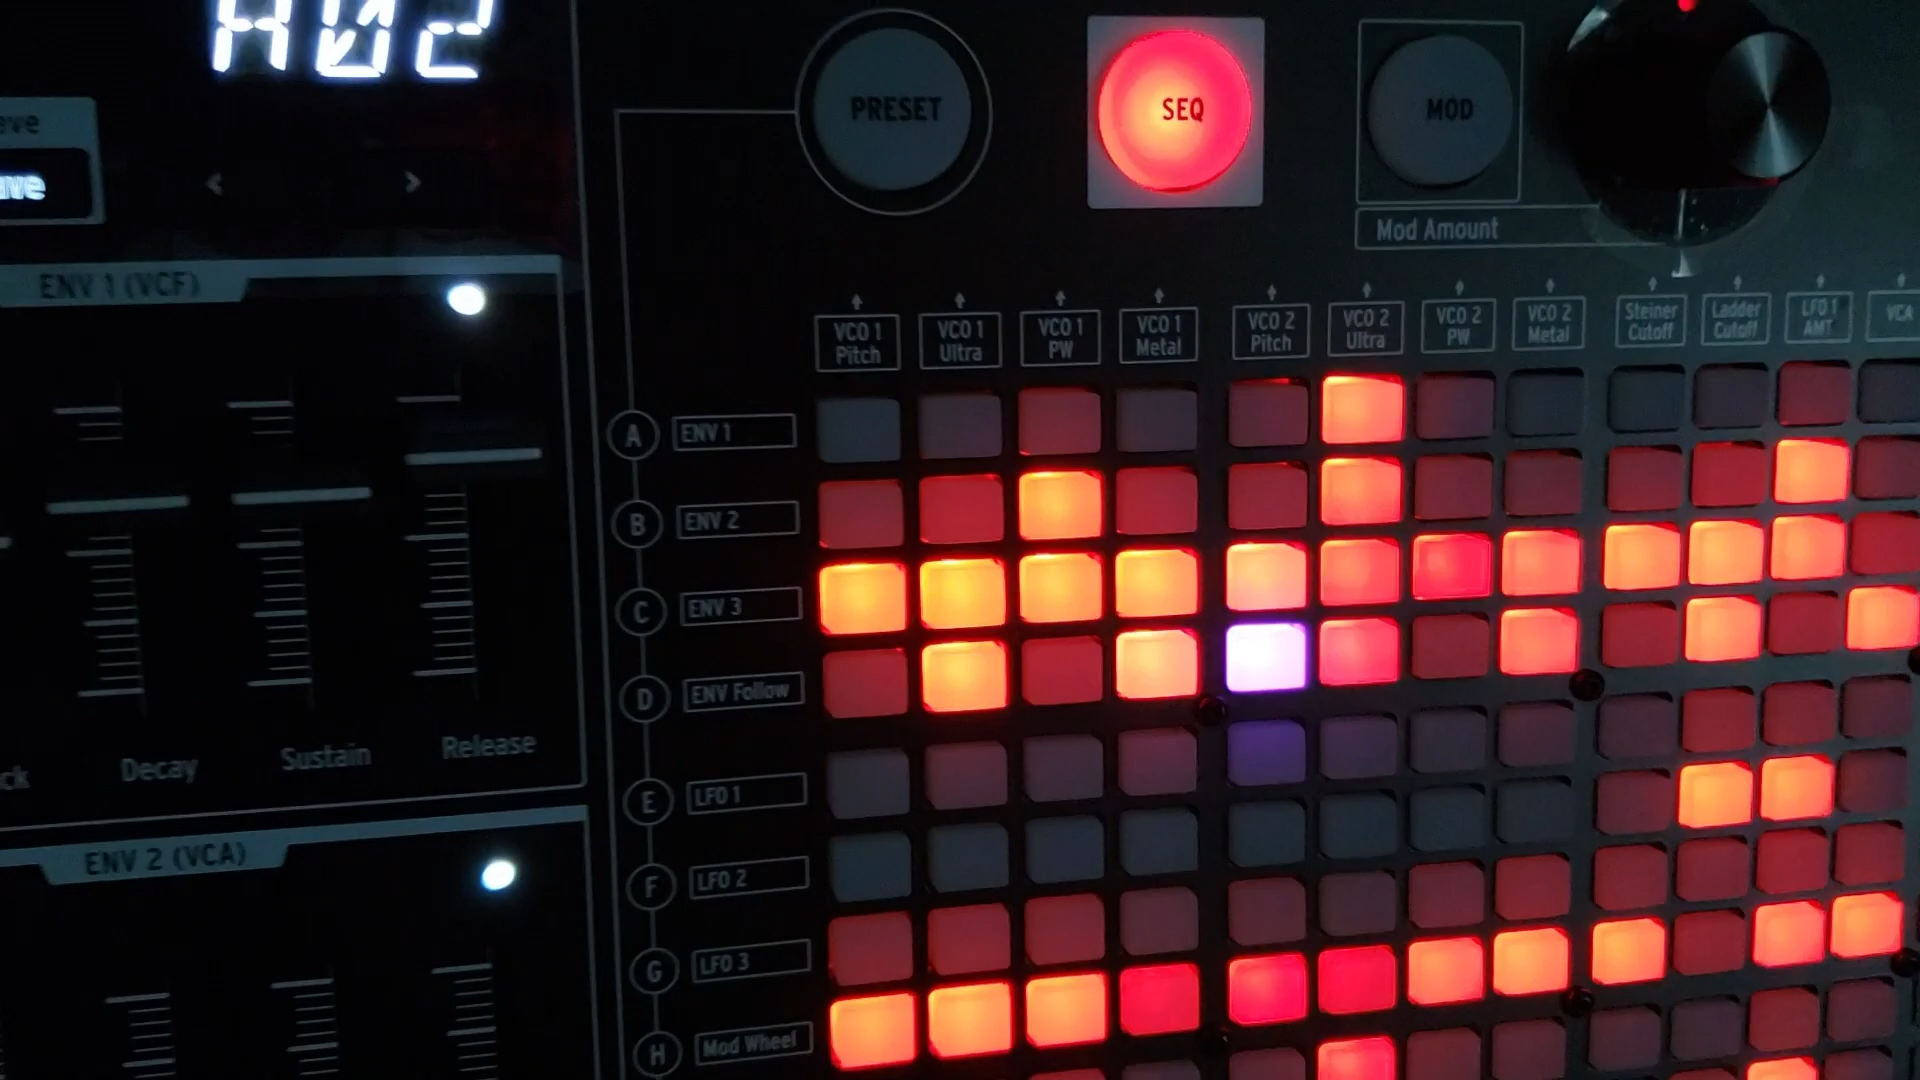 A02
PRESET
SEQ
MOD
Mod Amount
ENV 1 (VCF)
VCO 1 Pitch
VCO 1 Ultra
VCO 1 PW
VCO 1 Metal
VCO 2 Pitch
VCO 2 Ultra
VCO 2 PW
VCO 2 Metal
Steiner Cutoff
Ladder Cutoff
LFO 1 AMT
VCA
A ENV 1
B ENV 2
C ENV 3
D ENV Follow
E LFO 1
F LFO 2
G LFO 3
H Mod Wheel
Decay
Sustain
Release
ENV 2 (VCA)